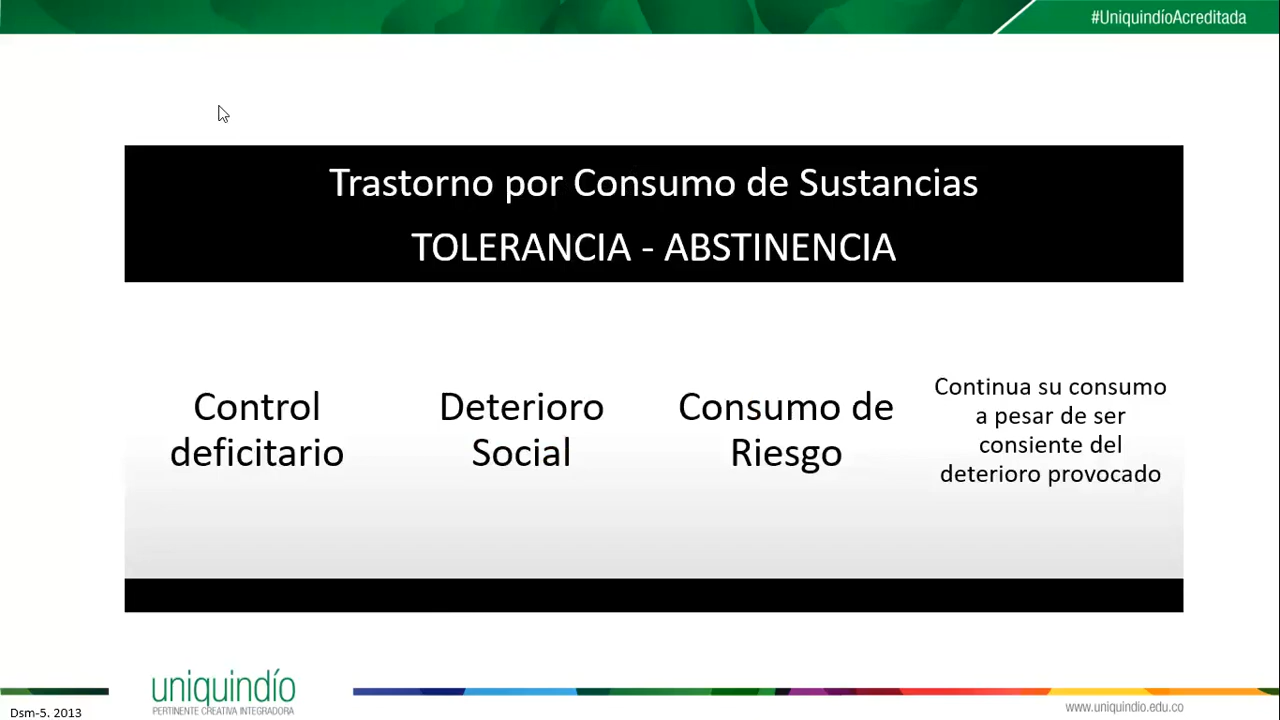 #UniquindíoAcreditada
Trastorno por Consumo de Sustancias
TOLERANCIA - ABSTINENCIA
Control
deficitario
Deterioro
Social
Consumo de
Riesgo
Continua su consumo
a pesar de ser
consiente del
deterioro provocado
uniquindío
PERTINENTE CREATIVA INTEGRADORA
Dsm-5. 2013
www.uniquindio.edu.co